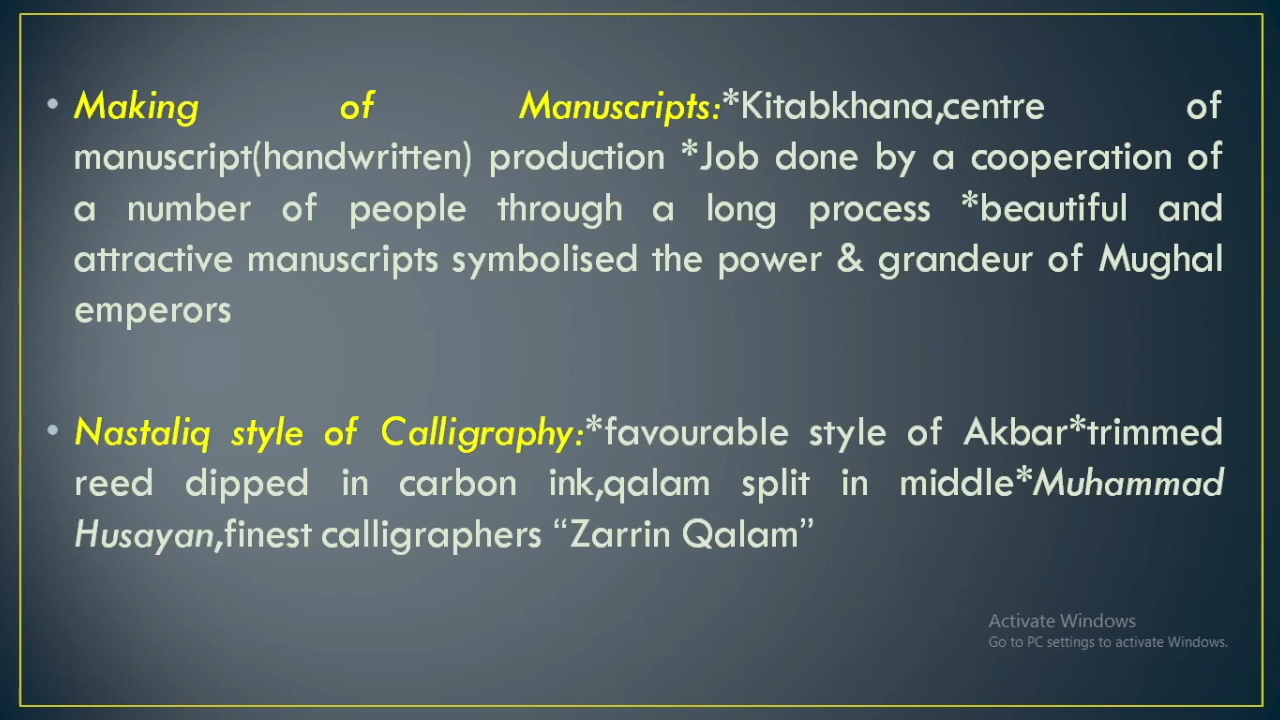 • Making of Manuscripts:*Kitabkhana,centre of
manuscript(handwritten) production *Job done by a cooperation of
a number of people through a long process *beautiful and
attractive manuscripts symbolised the power & grandeur of Mughal
emperors
• Nastaliq style of Calligraphy:*favourable style of Akbar*trimmed
reed dipped in carbon ink,qalam split in middle*Muhammad
Husayan,finest calligraphers “Zarrin Qalam”
Activate Windows
Go to PC settings to activate Windows.